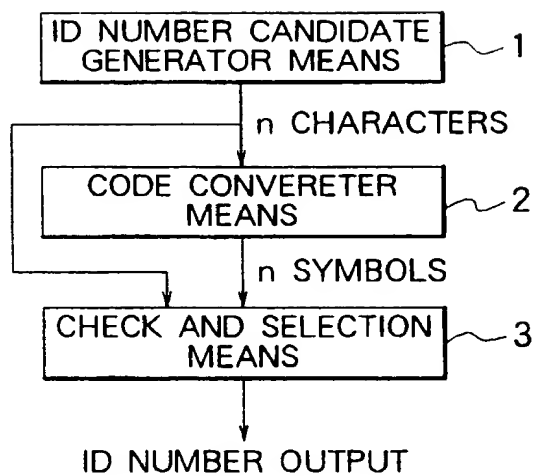 ID NUMBER CANDIDATE
GENERATOR MEANS
1
n CHARACTERS
CODE CONVERETER
MEANS
2
n SYMBOLS
CHECK AND SELECTION
MEANS
3
ID NUMBER OUTPUT